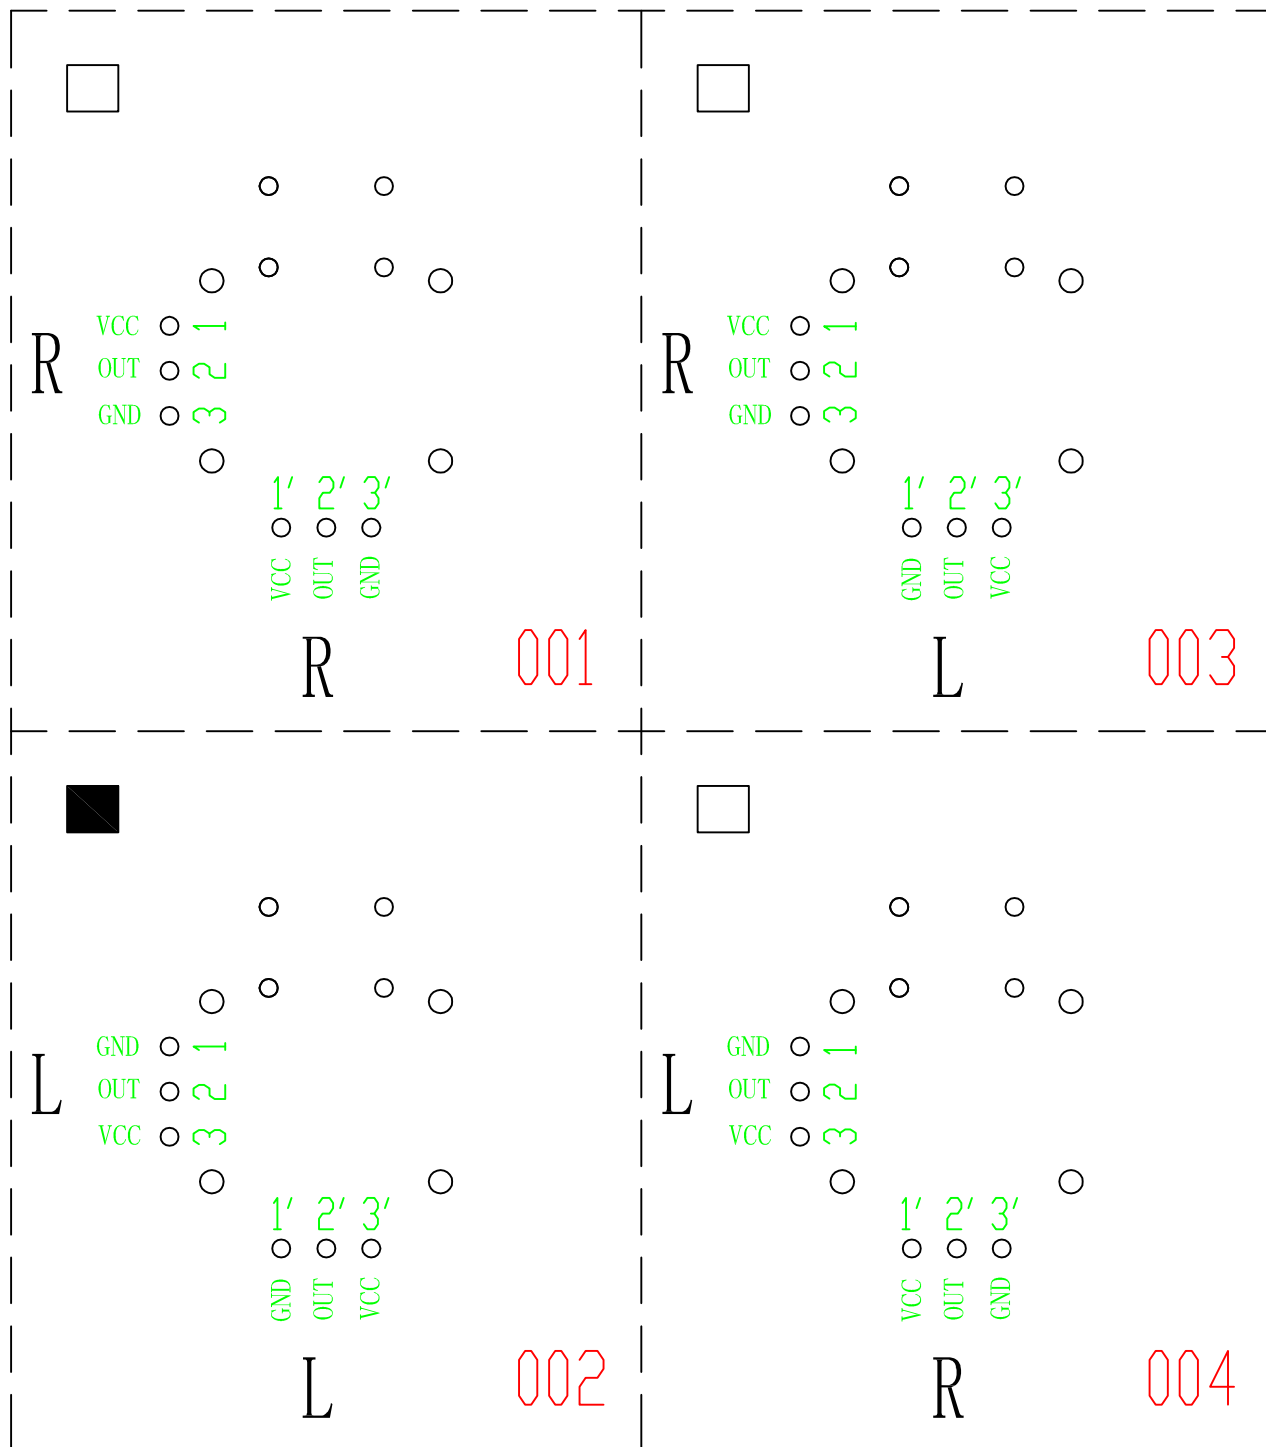 R
VCC 1
OUT 2
GND 3
1' 2' 3'
VCC OUT GND
R
001
R
VCC 1
OUT 2
GND 3
1' 2' 3'
GND OUT VCC
L
003
L
GND 1
OUT 2
VCC 3
1' 2' 3'
GND OUT VCC
L
002
L
GND 1
OUT 2
VCC 3
1' 2' 3'
VCC OUT GND
R
004